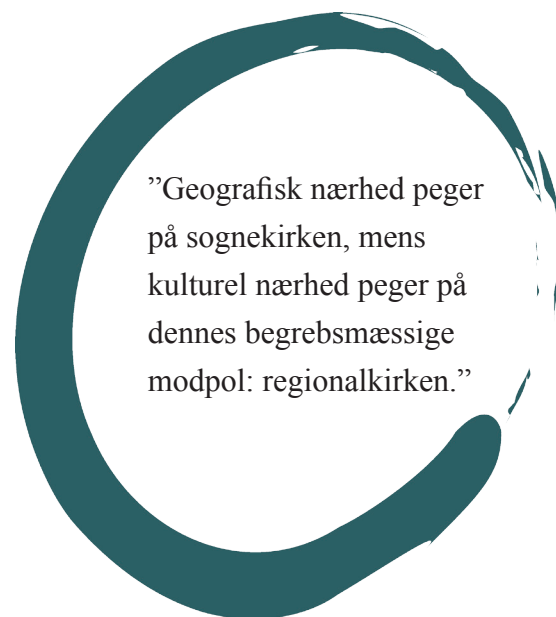 ”Geografisk nærhed peger
på sognekirken, mens
kulturel nærhed peger på
dennes begrebsmæssige
modpol: regionalkirken.”